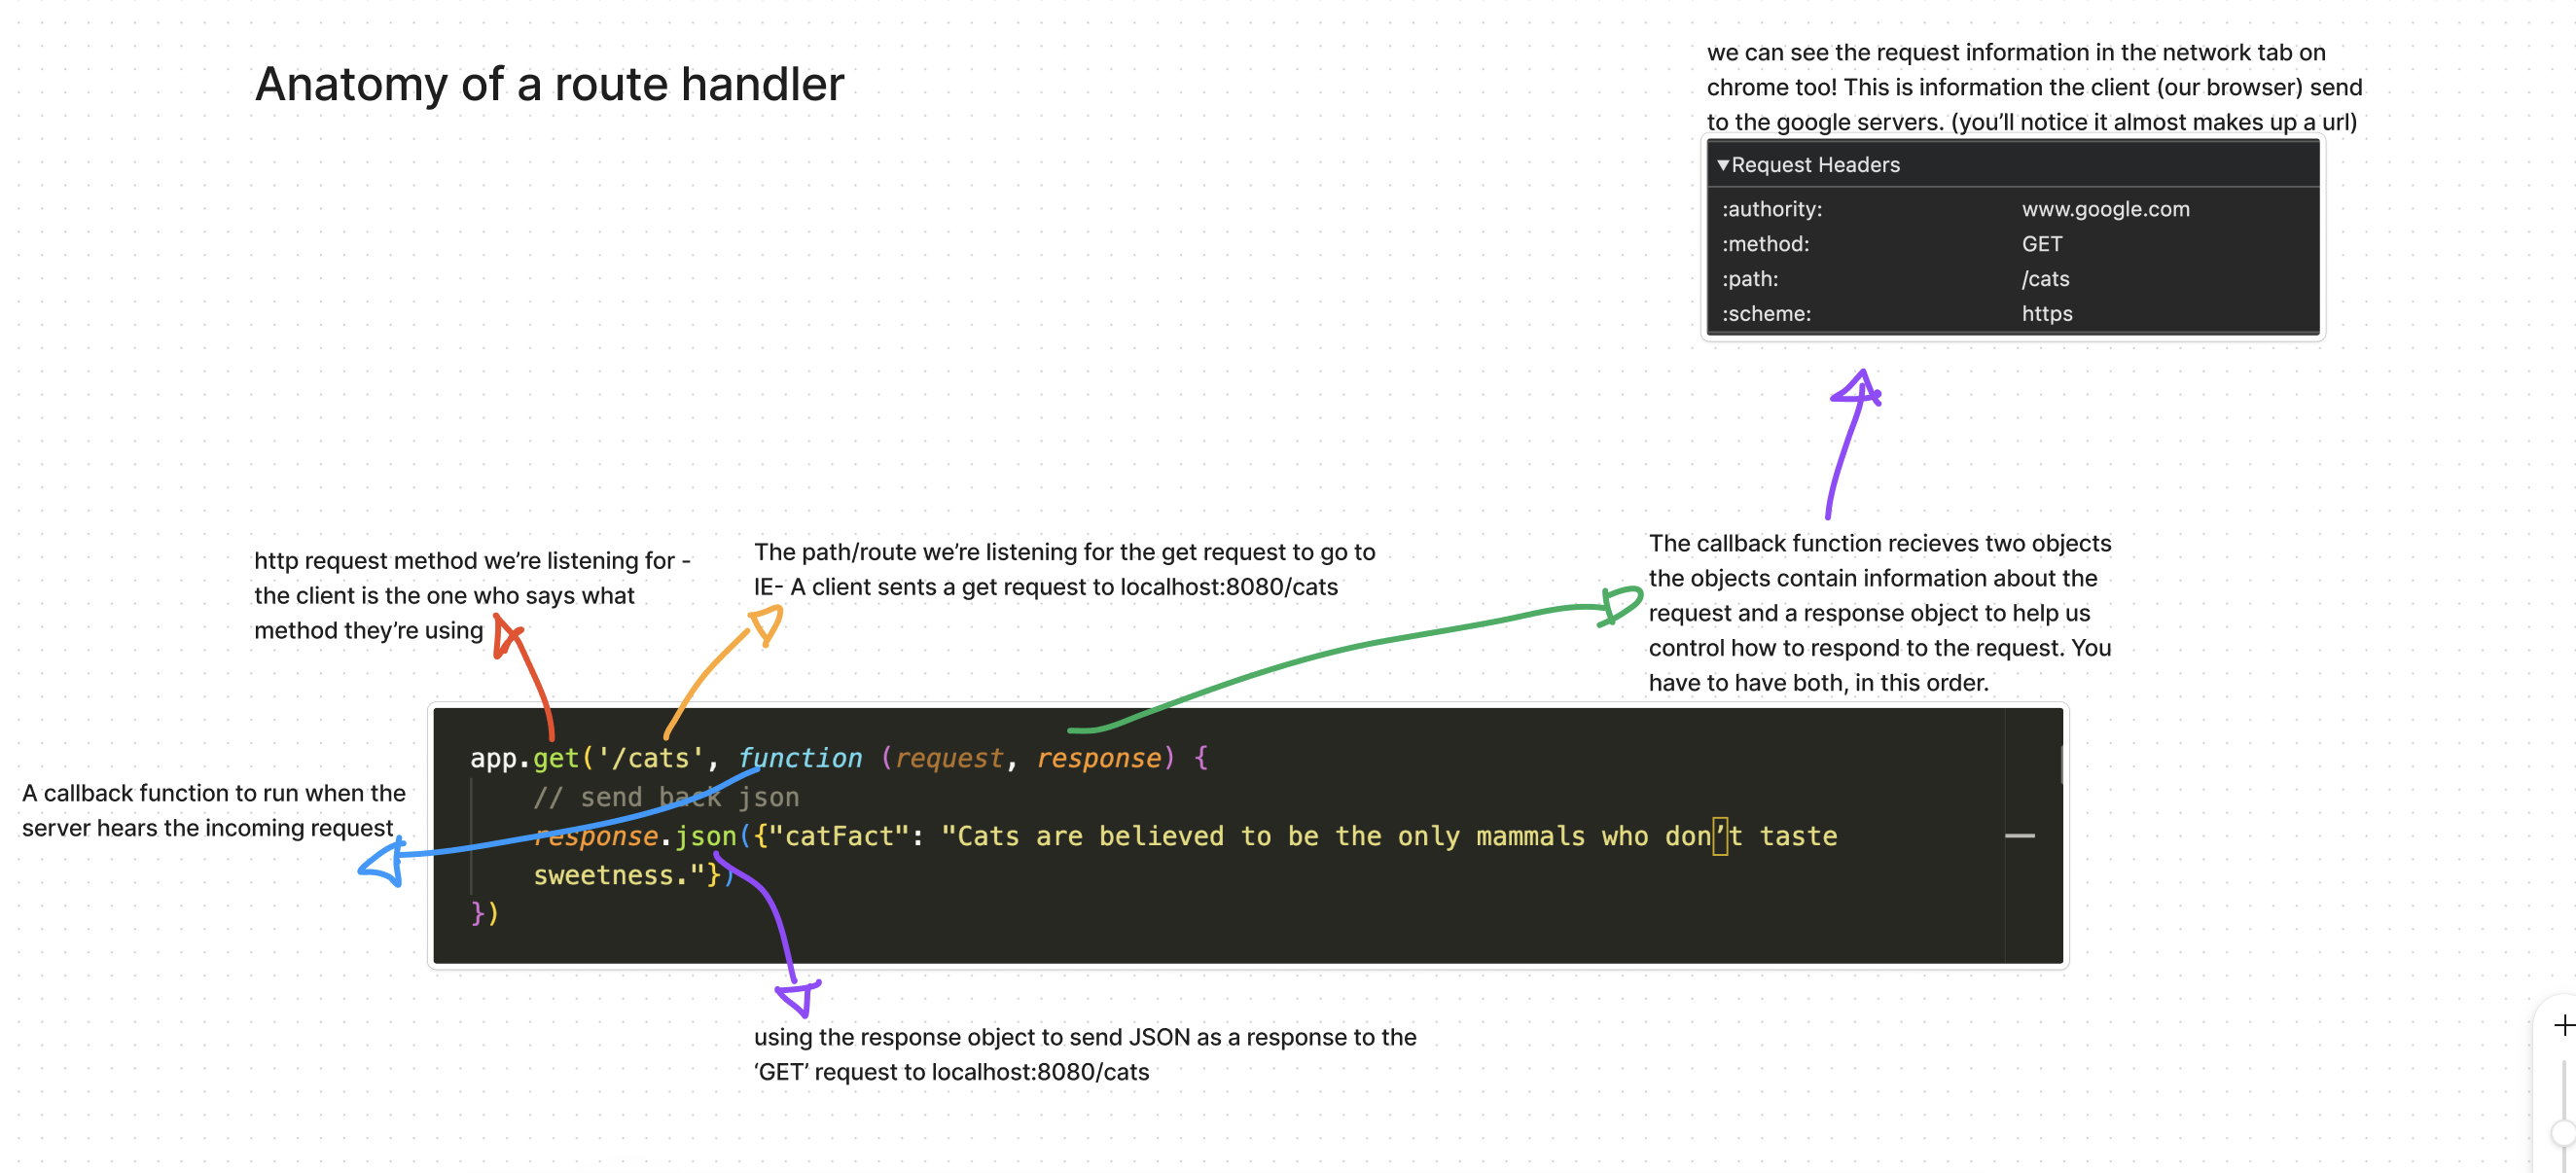 Anatomy of a route handler
we can see the request information in the network tab on
chrome too! This is information the client (our browser) send
to the google servers. (you’ll notice it almost makes up a url)
▼Request Headers
:authority: www.google.com
:method: GET
:path: /cats
:scheme: https
http request method we’re listening for -
the client is the one who says what
method they’re using
The path/route we’re listening for the get request to go to
IE- A client sents a get request to localhost:8080/cats
The callback function recieves two objects
the objects contain information about the
request and a response object to help us
control how to respond to the request. You
have to have both, in this order.
A callback function to run when the
server hears the incoming request
app.get('/cats', function (request, response) {
// send back json
response.json({"catFact": "Cats are believed to be the only mammals who don’t taste
sweetness."})
})
using the response object to send JSON as a response to the
‘GET’ request to localhost:8080/cats